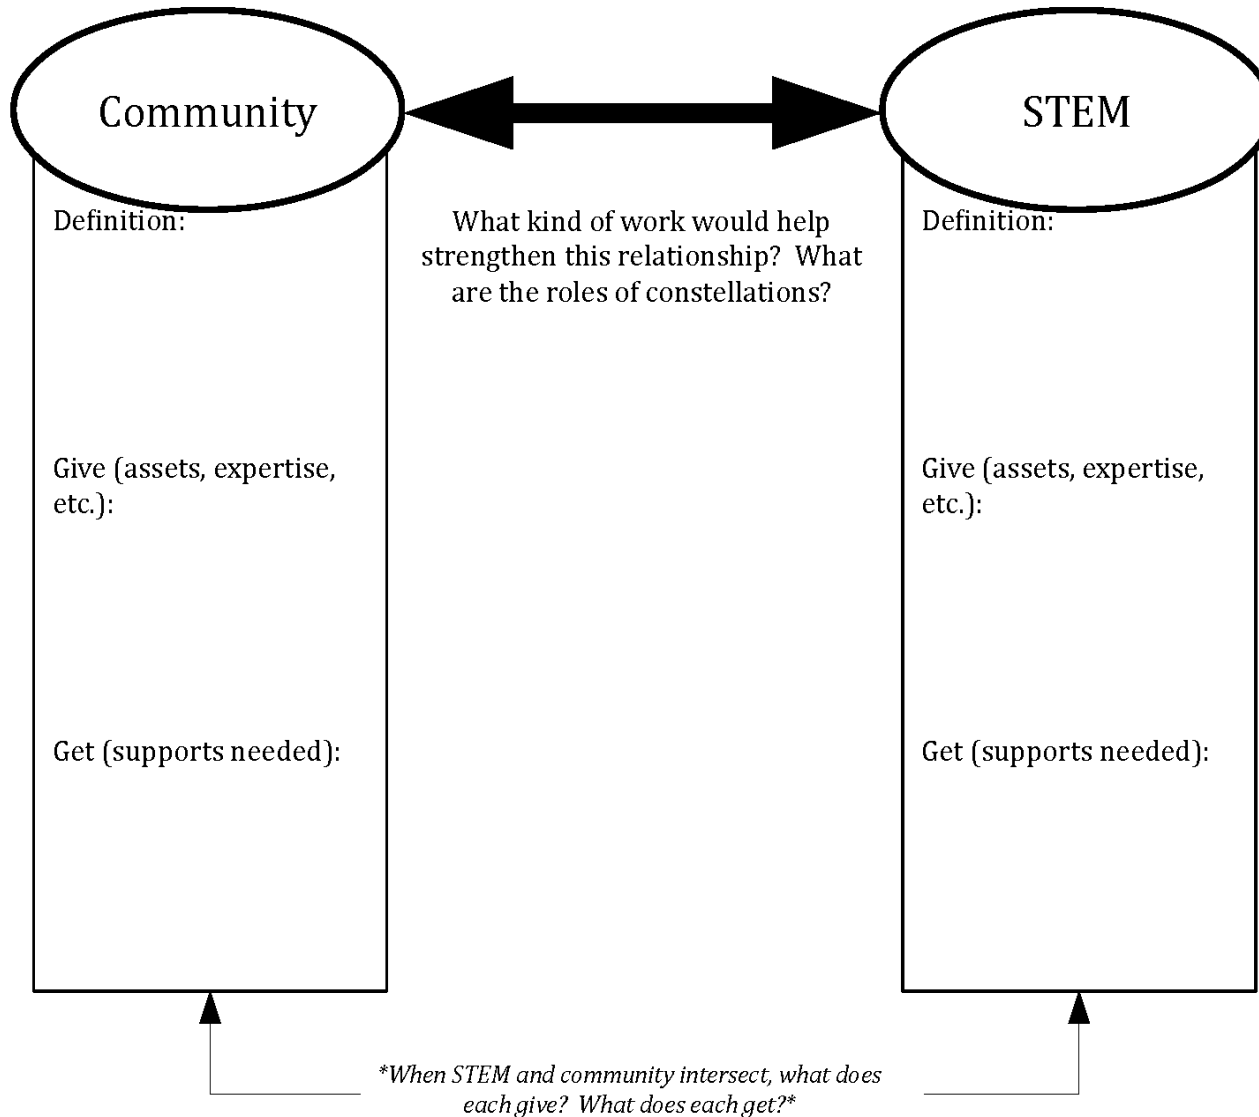 Community
Definition:
Give (assets, expertise,
etc.):
Get (supports needed):
What kind of work would help
strengthen this relationship?  What
are the roles of constellations?
STEM
Definition:
Give (assets, expertise,
etc.):
Get (supports needed):
*When STEM and community intersect, what does
each give?  What does each get?*